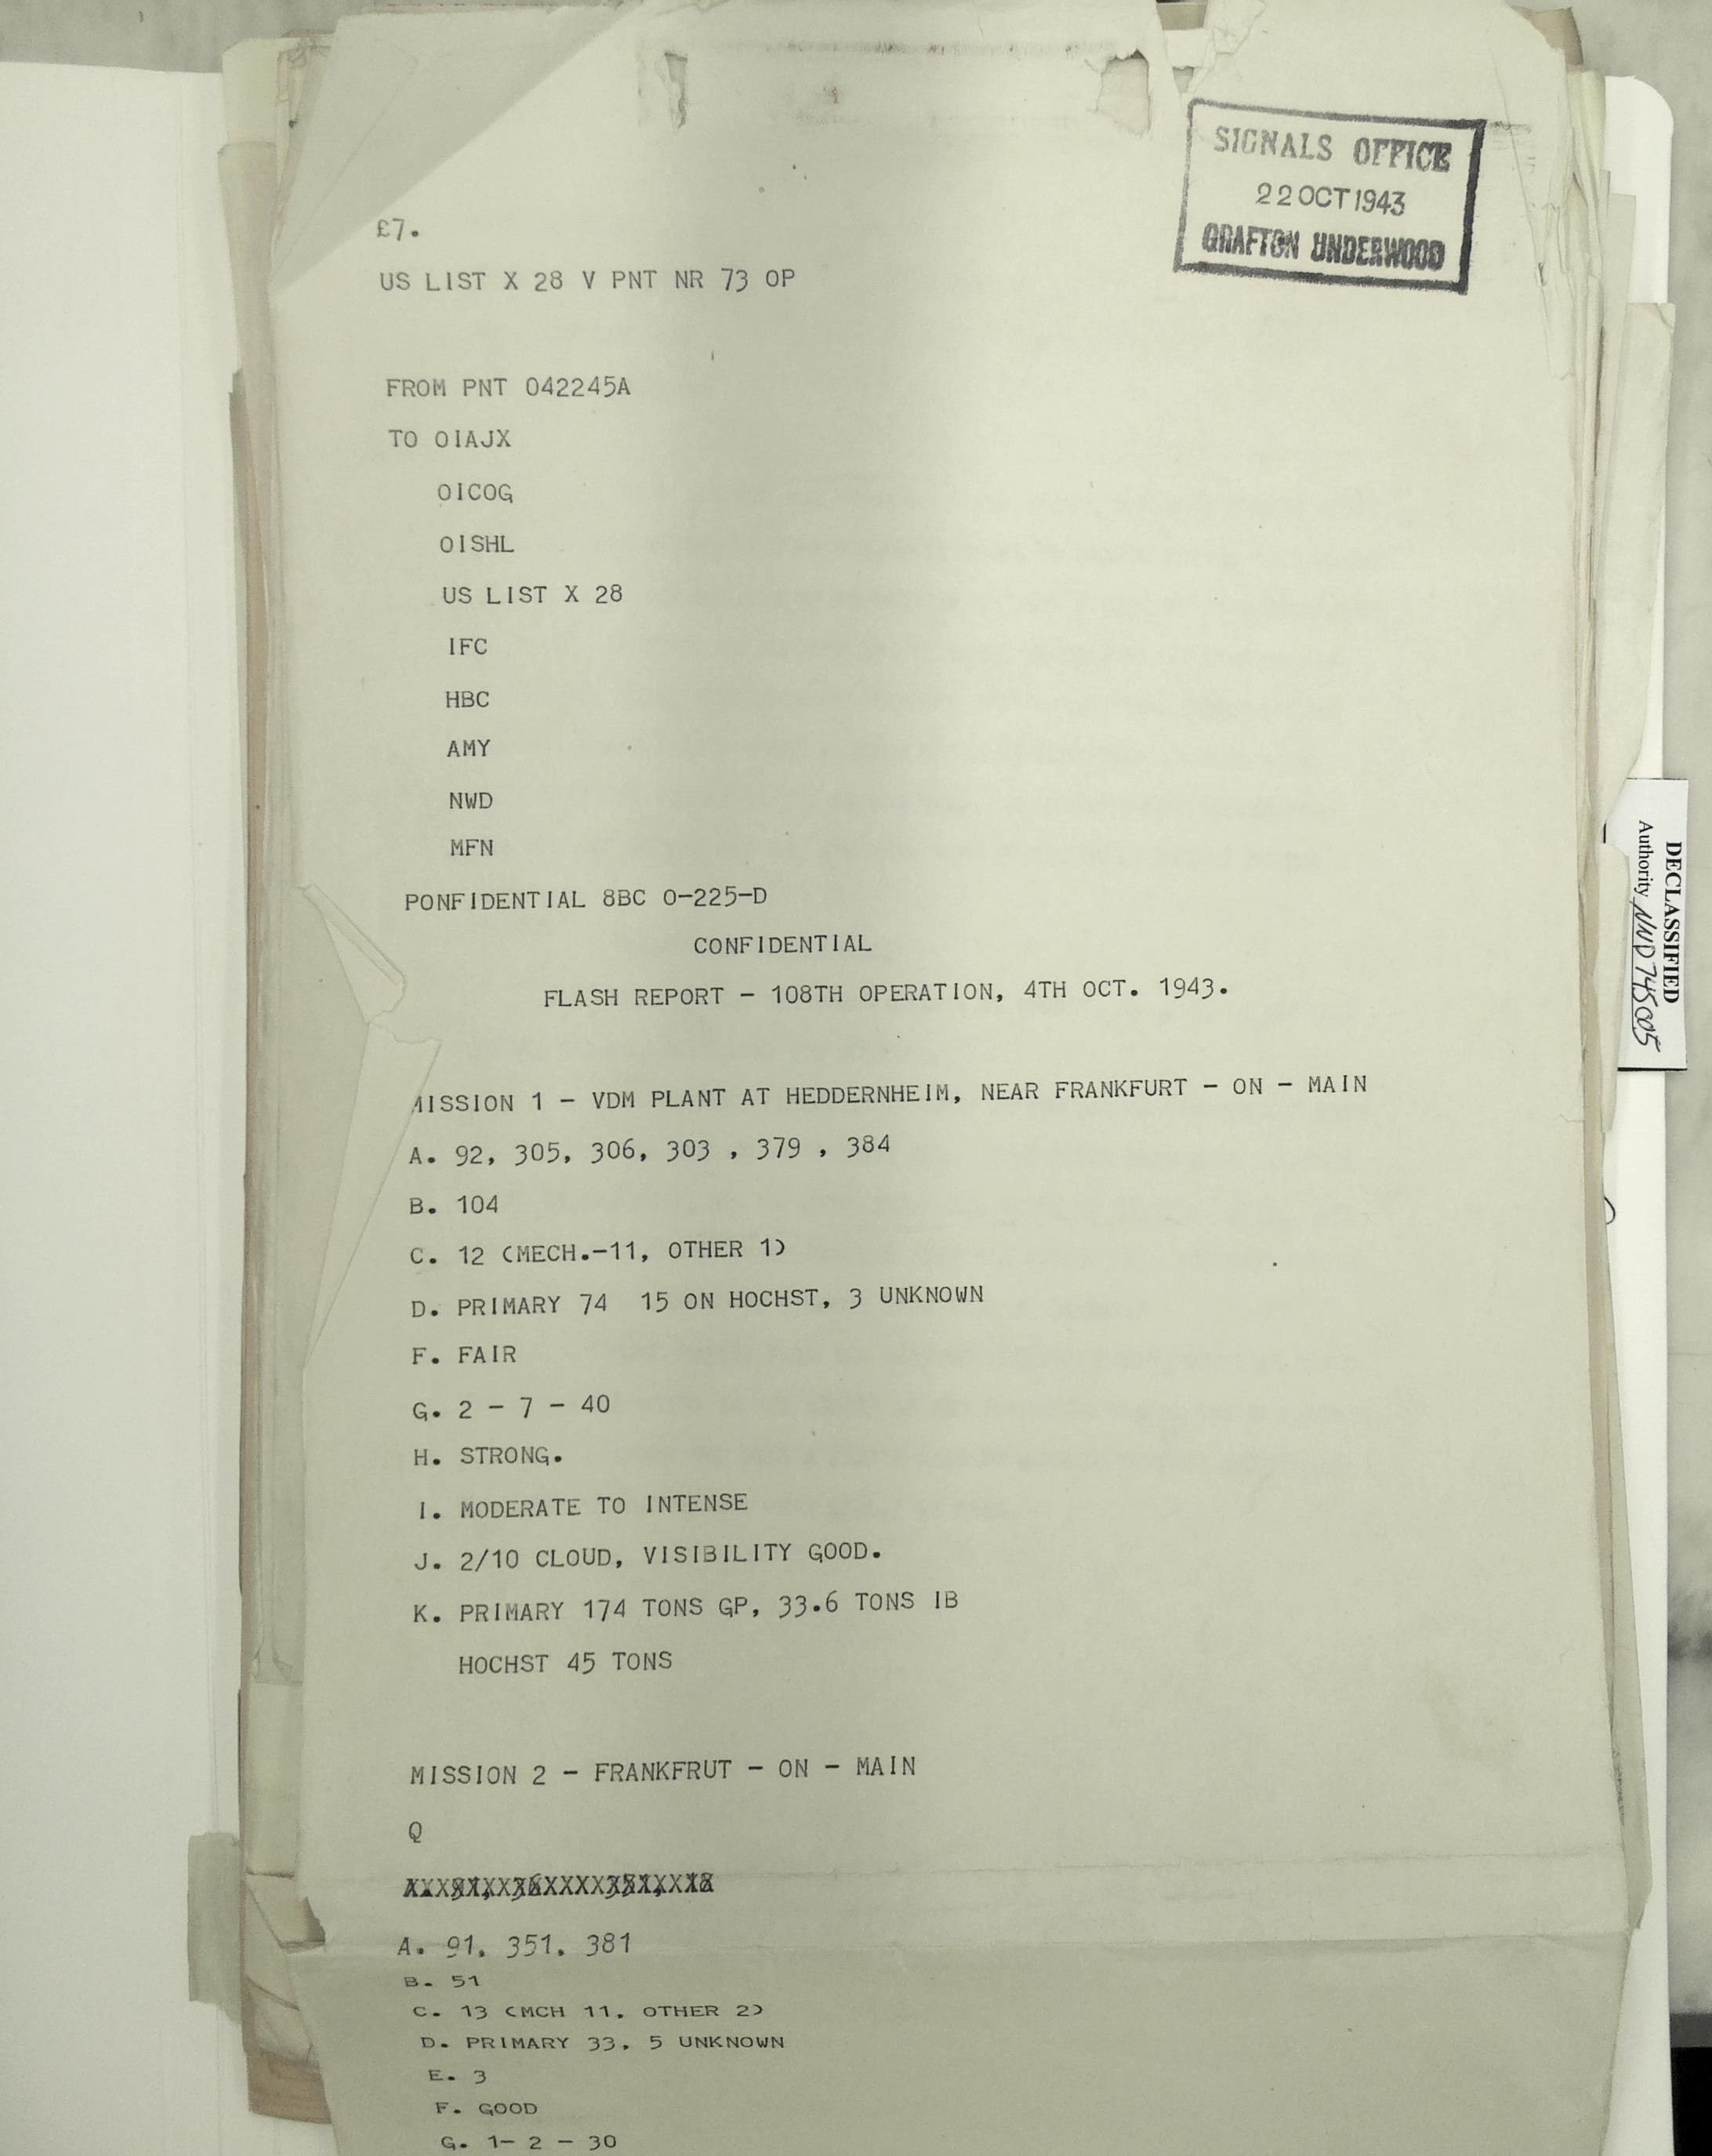 SIGNALS OFFICE
22 OCT 1943
GRAFTON UNDERWOOD
£7.
US LIST X 28 V PNT NR 73 OP
FROM PNT 042245A
TO OIAJX
OICOG
OISHL
US LIST X 28
IFC
HBC
AMY
NWD
MFN
PONFIDENTIAL 8BC O-225-D
CONFIDENTIAL
FLASH REPORT - 108TH OPERATION, 4TH OCT. 1943.
MISSION 1 - VDM PLANT AT HEDDERNHEIM, NEAR FRANKFURT - ON - MAIN
A. 92, 305, 306, 303 , 379 , 384
B. 104
C. 12 (MECH.-11, OTHER 1)
D. PRIMARY 74 15 ON HOCHST, 3 UNKNOWN
F. FAIR
G. 2 - 7 - 40
H. STRONG.
I. MODERATE TO INTENSE
J. 2/10 CLOUD, VISIBILITY GOOD.
K. PRIMARY 174 TONS GP, 33.6 TONS IB
HOCHST 45 TONS
MISSION 2 - FRANKFRUT - ON - MAIN
Q
A. 91, 351, 381
B. 51
C. 13 (MCH 11, OTHER 2)
D. PRIMARY 33, 5 UNKNOWN
E. 3
F. GOOD
G. 1- 2 - 30
DECLASSIFIED
Authority NND 745005